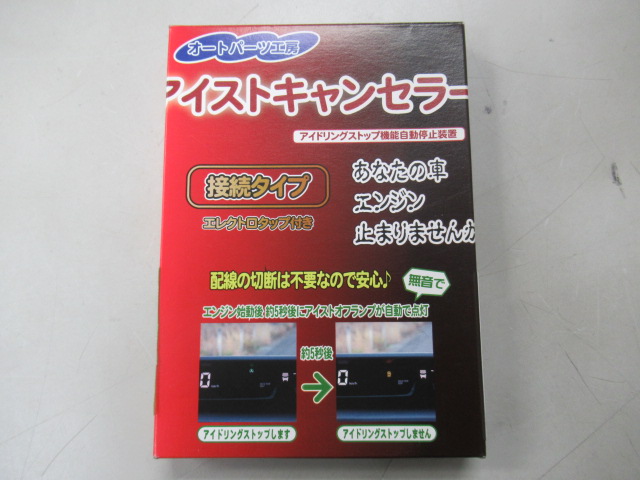 オートパーツ工房
アイストキャンセラー
アイドリングストップ機能自動停止装置
接続タイプ
エレクトロタップ付き
あなたの車
エンジン
止まりませんか
配線の切断は不要なので安心♪
無音で
エンジン始動後、約5秒後にアイストオフランプが自動で点灯
約5秒後
0
0
アイドリングストップします
アイドリングストップしません